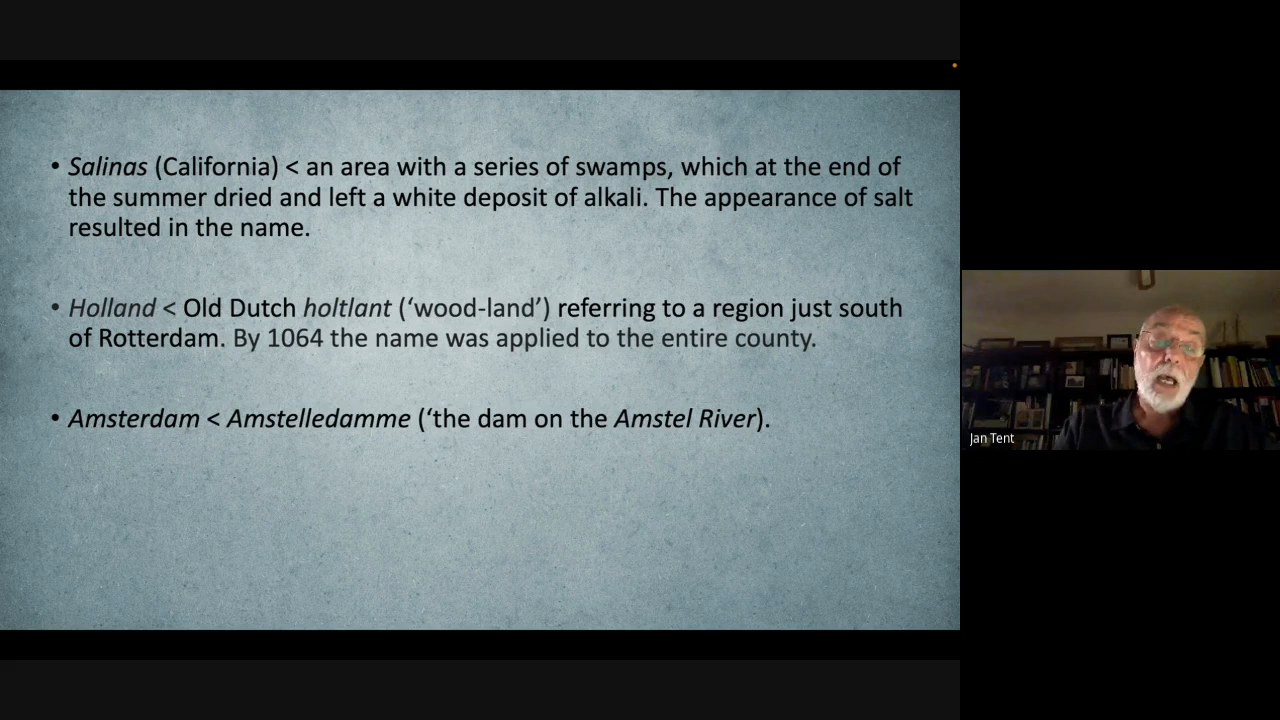 • Salinas (California) < an area with a series of swamps, which at the end of
the summer dried and left a white deposit of alkali. The appearance of salt
resulted in the name.
• Holland < Old Dutch holtlant (‘wood-land’) referring to a region just south
of Rotterdam. By 1064 the name was applied to the entire county.
• Amsterdam < Amstelledamme (‘the dam on the Amstel River).
Jan Tent